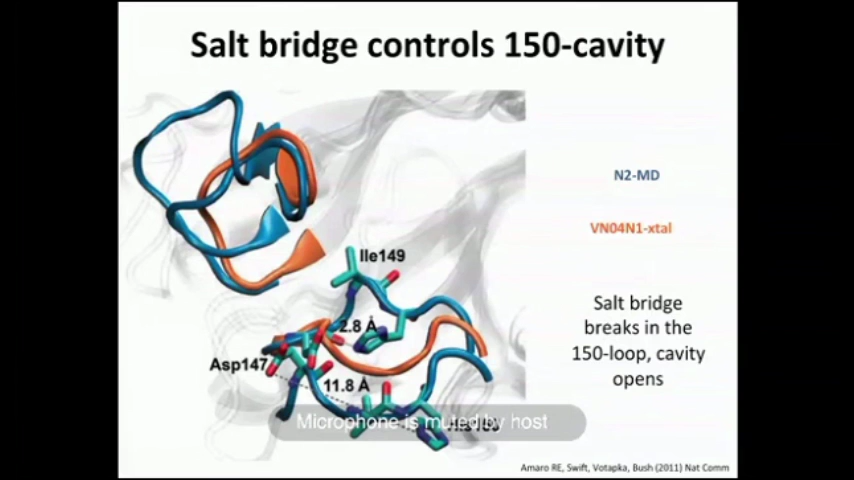 Salt bridge controls 150-cavity
N2-MD
VN04N1-xtal
Ile149
2.8 Å
Salt bridge
breaks in the
150-loop, cavity
opens
Asp147
11.8 Å
Microphone is muted by host
Amaro RE, Swift, Votapka, Bush (2011) Nat Comm